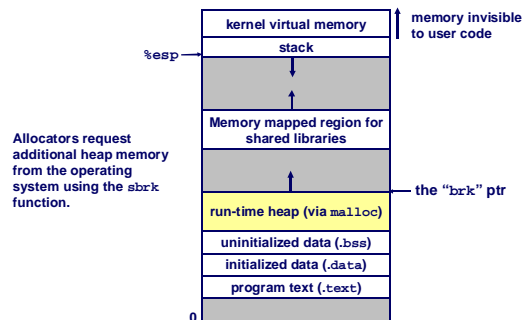 kernel virtual memory
memory invisible
to user code
stack
%esp
Memory mapped region for
shared libraries
Allocators request
additional heap memory
from the operating
system using the sbrk
function.
the “brk” ptr
run-time heap (via malloc)
uninitialized data (.bss)
initialized data (.data)
program text (.text)
0